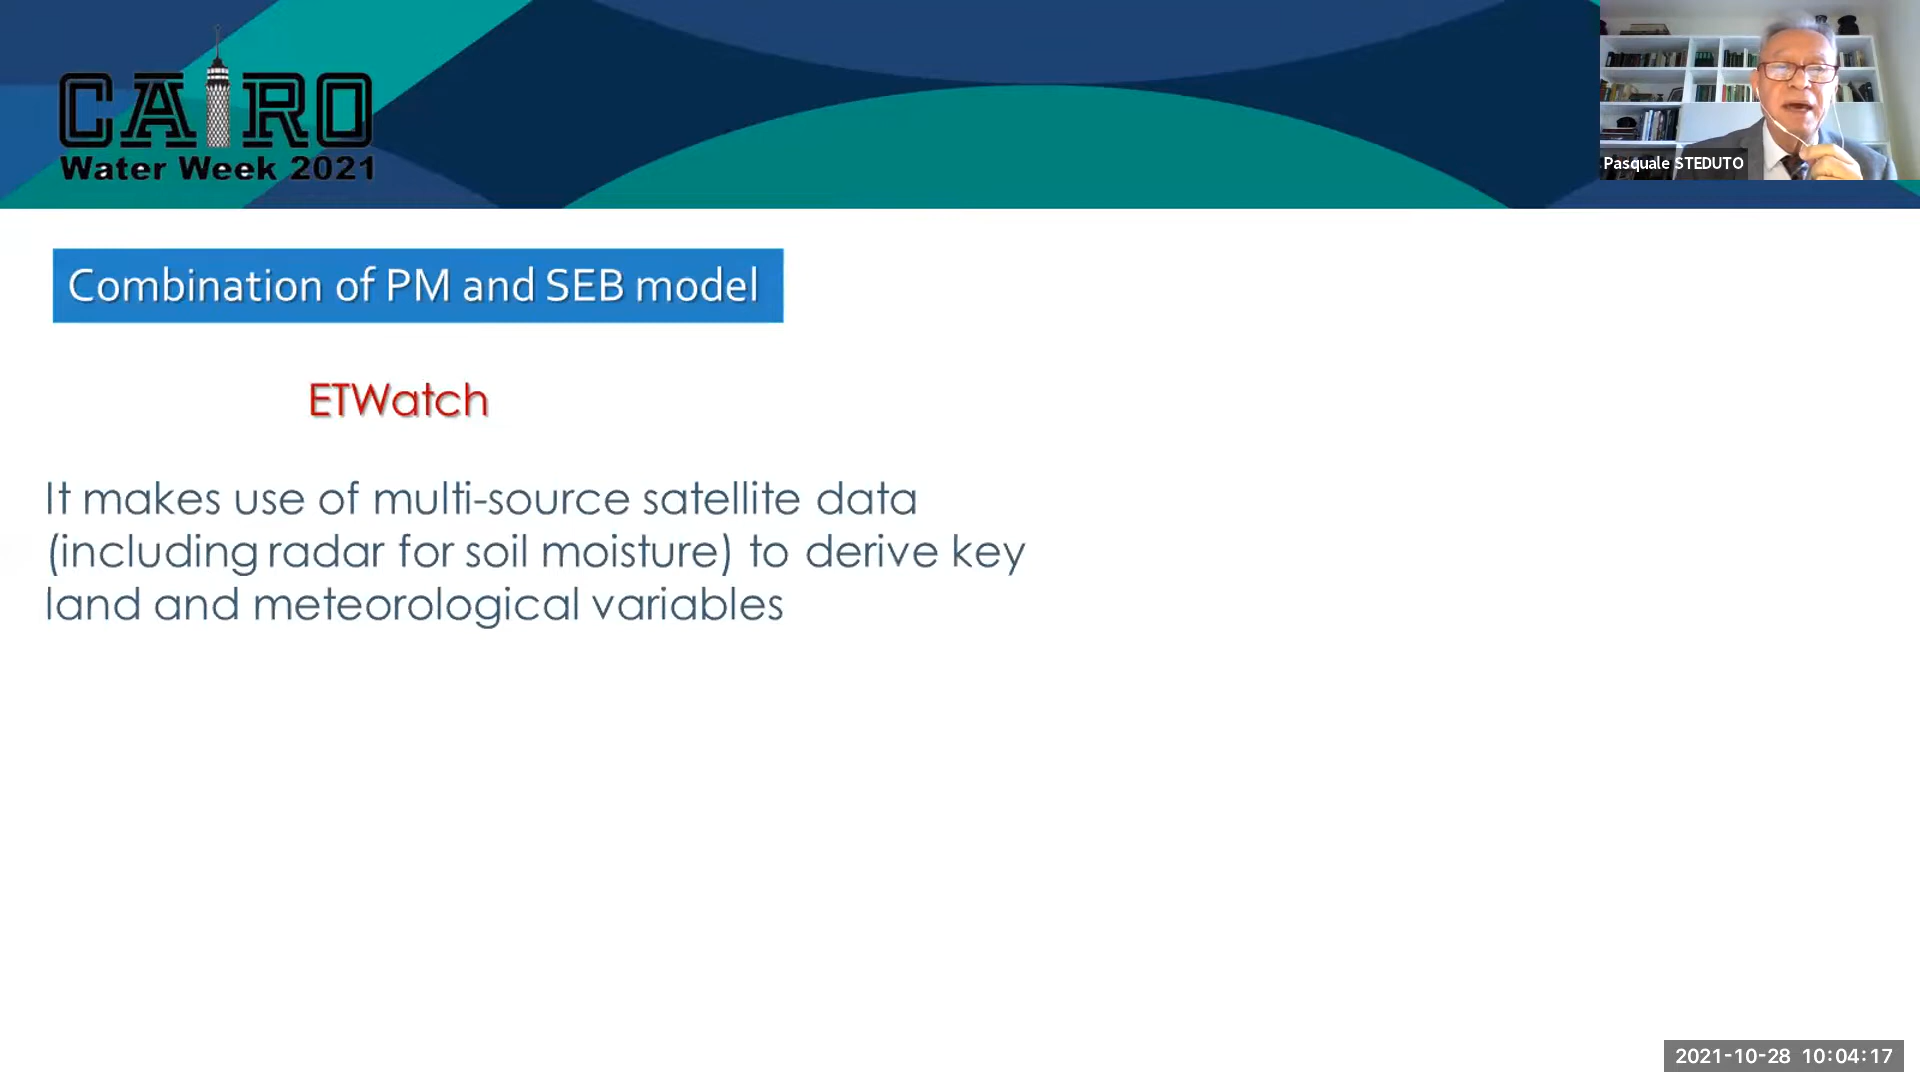 CAIRO
Water Week 2021
Pasquale STEDUTO
Combination of PM and SEB model
ETWatch
It makes use of multi-source satellite data
(including radar for soil moisture) to derive key
land and meteorological variables
2021-10-28 10:04:17